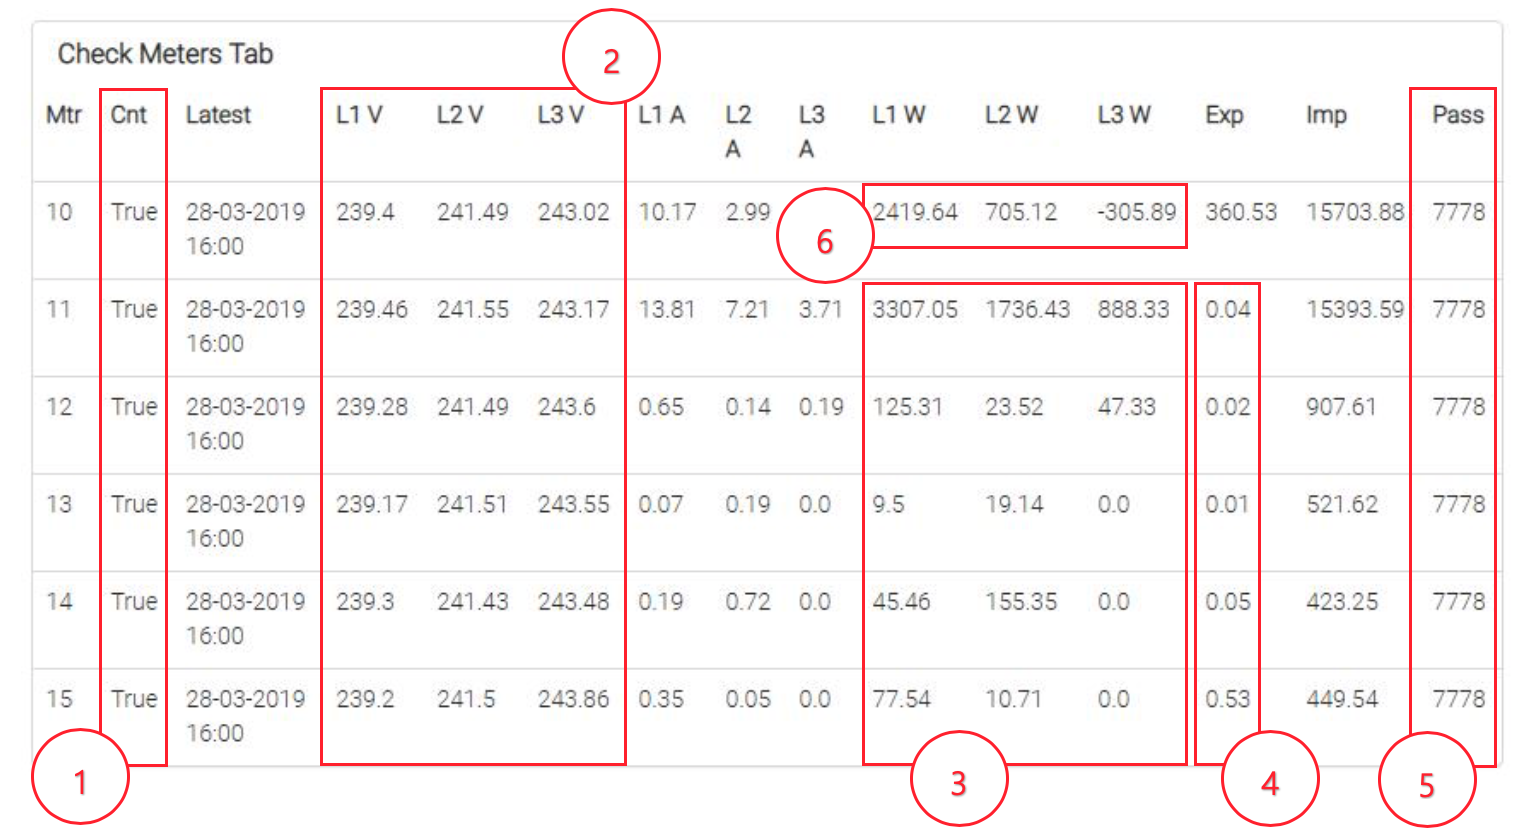 Check Meters Tab
2
Mtr Cnt Latest L1 V L2 V L3 V L1 A L2 A L3 A L1 W L2 W L3 W Exp Imp Pass
10 True 28-03-2019 16:00 239.4 241.49 243.02 10.17 2.99 2419.64 705.12 -305.89 360.53 15703.88 7778
6
11 True 28-03-2019 16:00 239.46 241.55 243.17 13.81 7.21 3.71 3307.05 1736.43 888.33 0.04 15393.59 7778
12 True 28-03-2019 16:00 239.28 241.49 243.6 0.65 0.14 0.19 125.31 23.52 47.33 0.02 907.61 7778
13 True 28-03-2019 16:00 239.17 241.51 243.55 0.07 0.19 0.0 9.5 19.14 0.0 0.01 521.62 7778
14 True 28-03-2019 16:00 239.3 241.43 243.48 0.19 0.72 0.0 45.46 155.35 0.0 0.05 423.25 7778
15 True 28-03-2019 16:00 239.2 241.5 243.86 0.35 0.05 0.0 77.54 10.71 0.0 0.53 449.54 7778
1 3 4 5